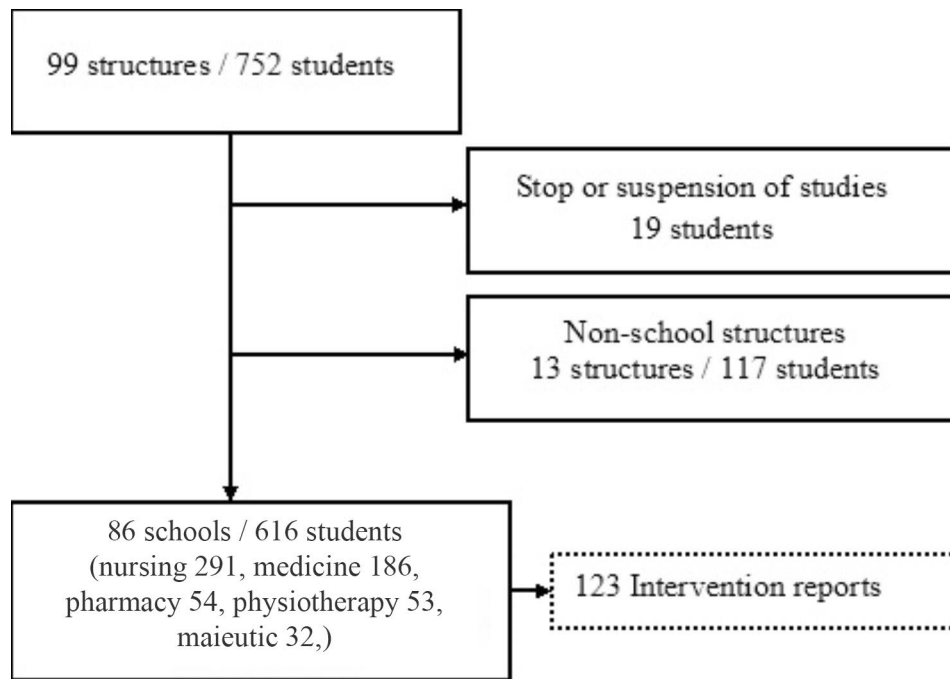 99 structures / 752 students
Stop or suspension of studies
19 students
Non-school structures
13 structures / 117 students
86 schools / 616 students
(nursing 291, medicine 186,
pharmacy 54, physiotherapy 53,
maieutic 32,)
123 Intervention reports